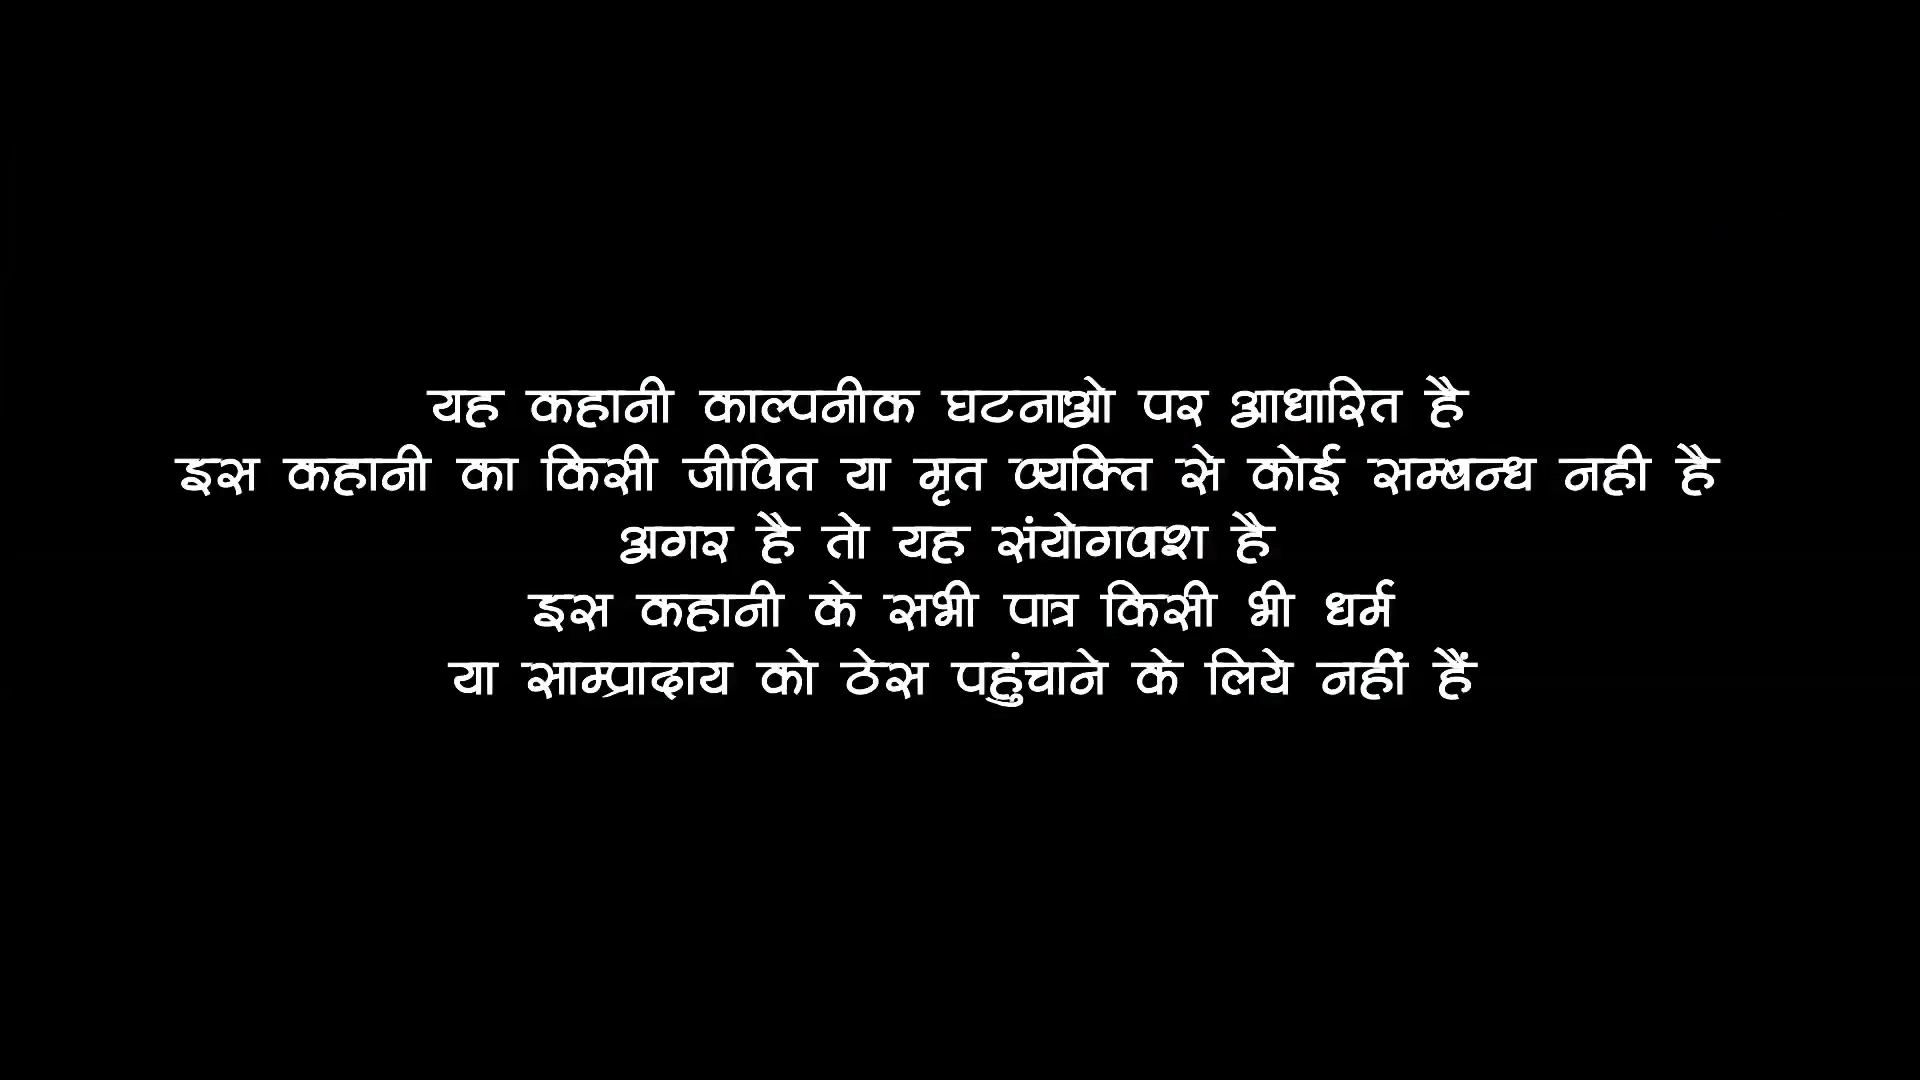 यह कहानी काल्पनीक घटनाओ पर आधारित है
इस कहानी का किसी जीवित या मृत व्यक्ति से कोई सम्बन्ध नही है
अगर है तो यह संयोगवश है
इस कहानी के सभी पात्र किसी भी धर्म
या साम्प्रादाय को ठेस पहुंचाने के लिये नहीं हैं